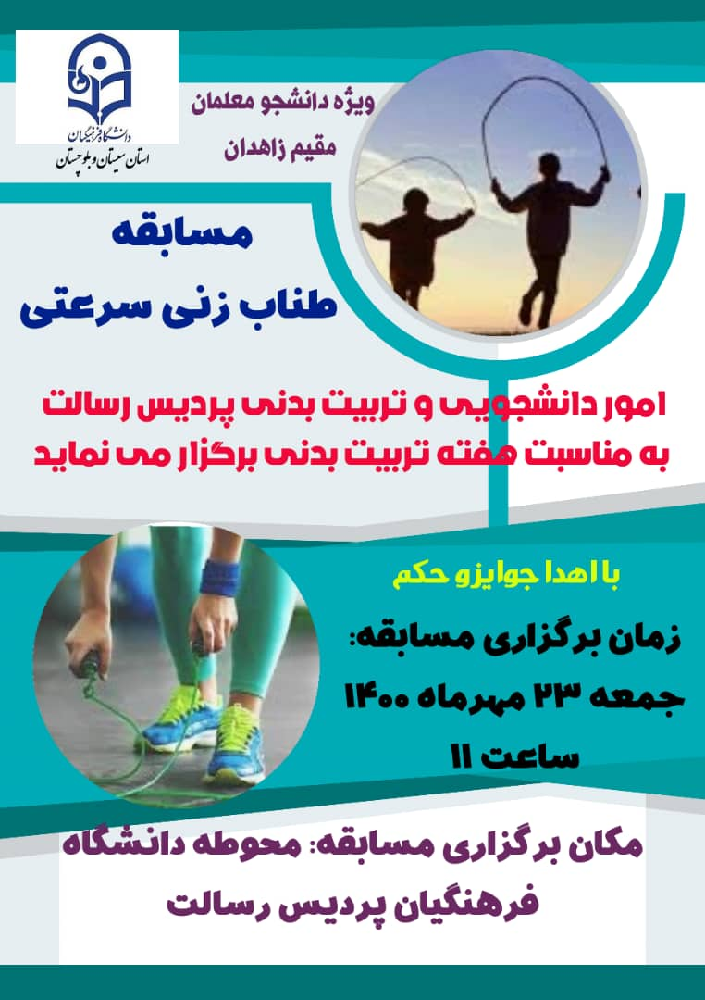 دانشگاه فرهنگیان
استان سیستان و بلوچستان
ویژه دانشجو معلمان
مقیم زاهدان
مسابقه
طناب زنی سرعتی
امور دانشجویی و تربیت بدنی پردیس رسالت
به مناسبت هفته تربیت بدنی برگزار می نماید
با اهدا جوایز و حکم
زمان برگزاری مسابقه:
جمعه ۲۳ مهرماه ۱۴۰۰
ساعت ۱۱
مکان برگزاری مسابقه: محوطه دانشگاه
فرهنگیان پردیس رسالت